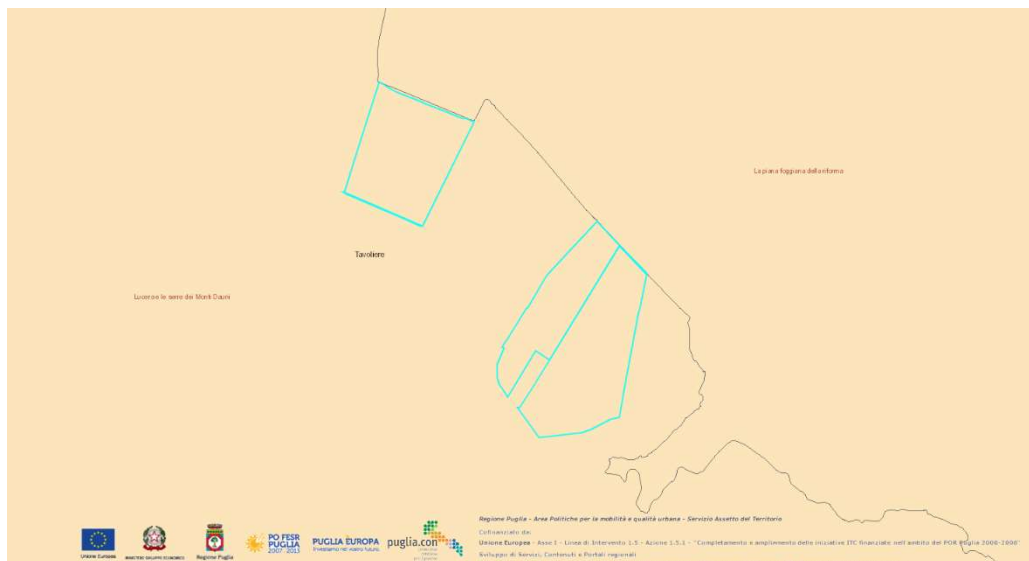 La piana foggiana della riforma
Tavoliere
Lucera e le serre dei Monti Dauni
Regione Puglia - Area Politiche per la mobilità e qualità urbana - Servizio Assetto del Territorio
Cofinanziato da:
Unione Europea - Asse I - Linea di Intervento 1.5 - Azione 1.5.1 - "Completamento e ampliamento delle iniziative ITC finanziate nell'ambito del POR Puglia 2000-2006"
Sviluppo di Servizi, Contenuti e Portali regionali
Unione Europea
MINISTERO SVILUPPO ECONOMICO
Regione Puglia
PO FESR
PUGLIA
2007-2013
PUGLIA EUROPA
Investiamo nel vostro futuro
puglia.con